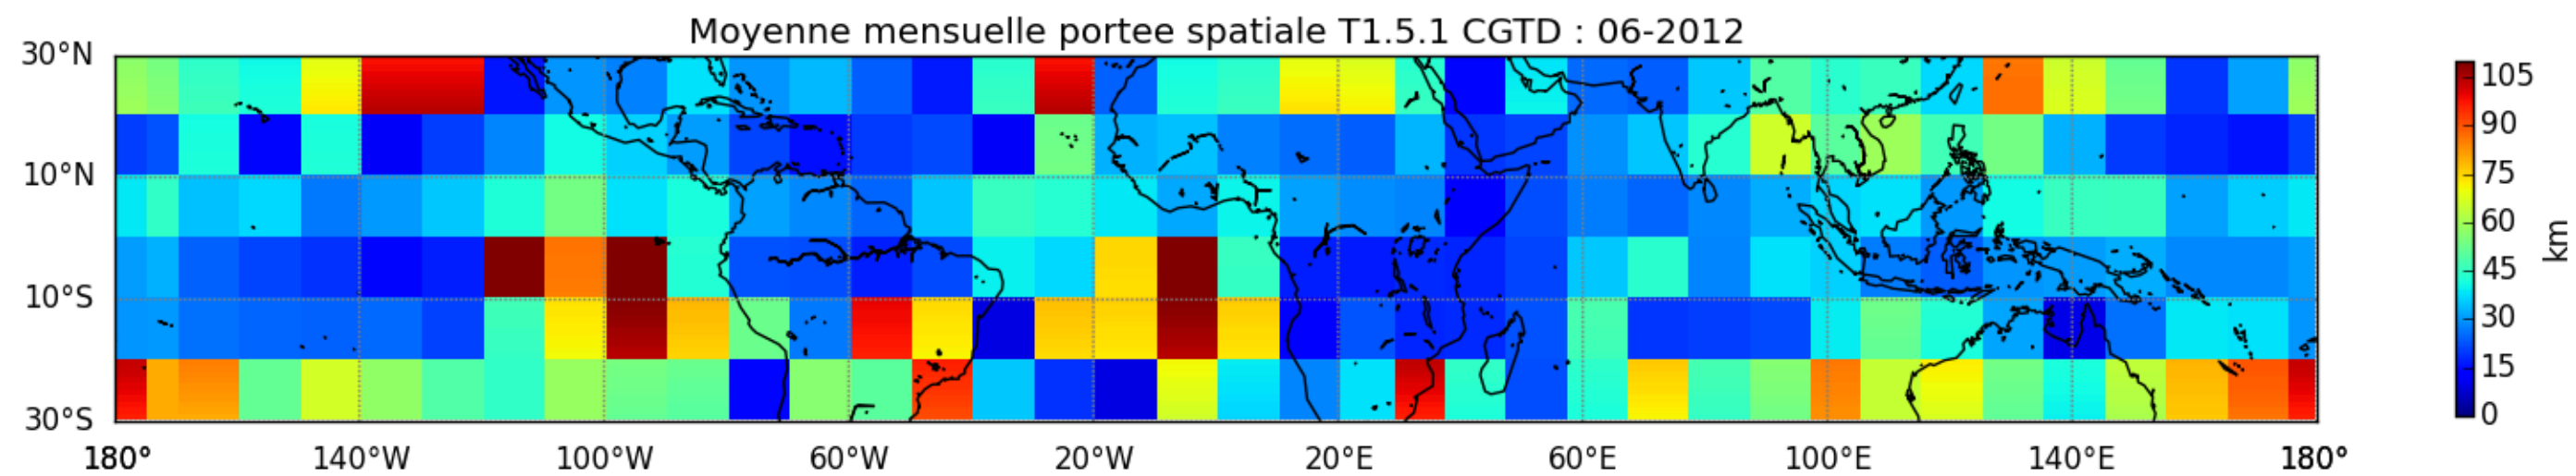 Moyenne mensuelle portee spatiale T1.5.1 CGTD : 06-2012
30°N
10°N
10°S
30°S
180° 140°W 100°W 60°W 20°W 20°E 60°E 100°E 140°E 180°
105
90
75
60
45
30
15
0
km